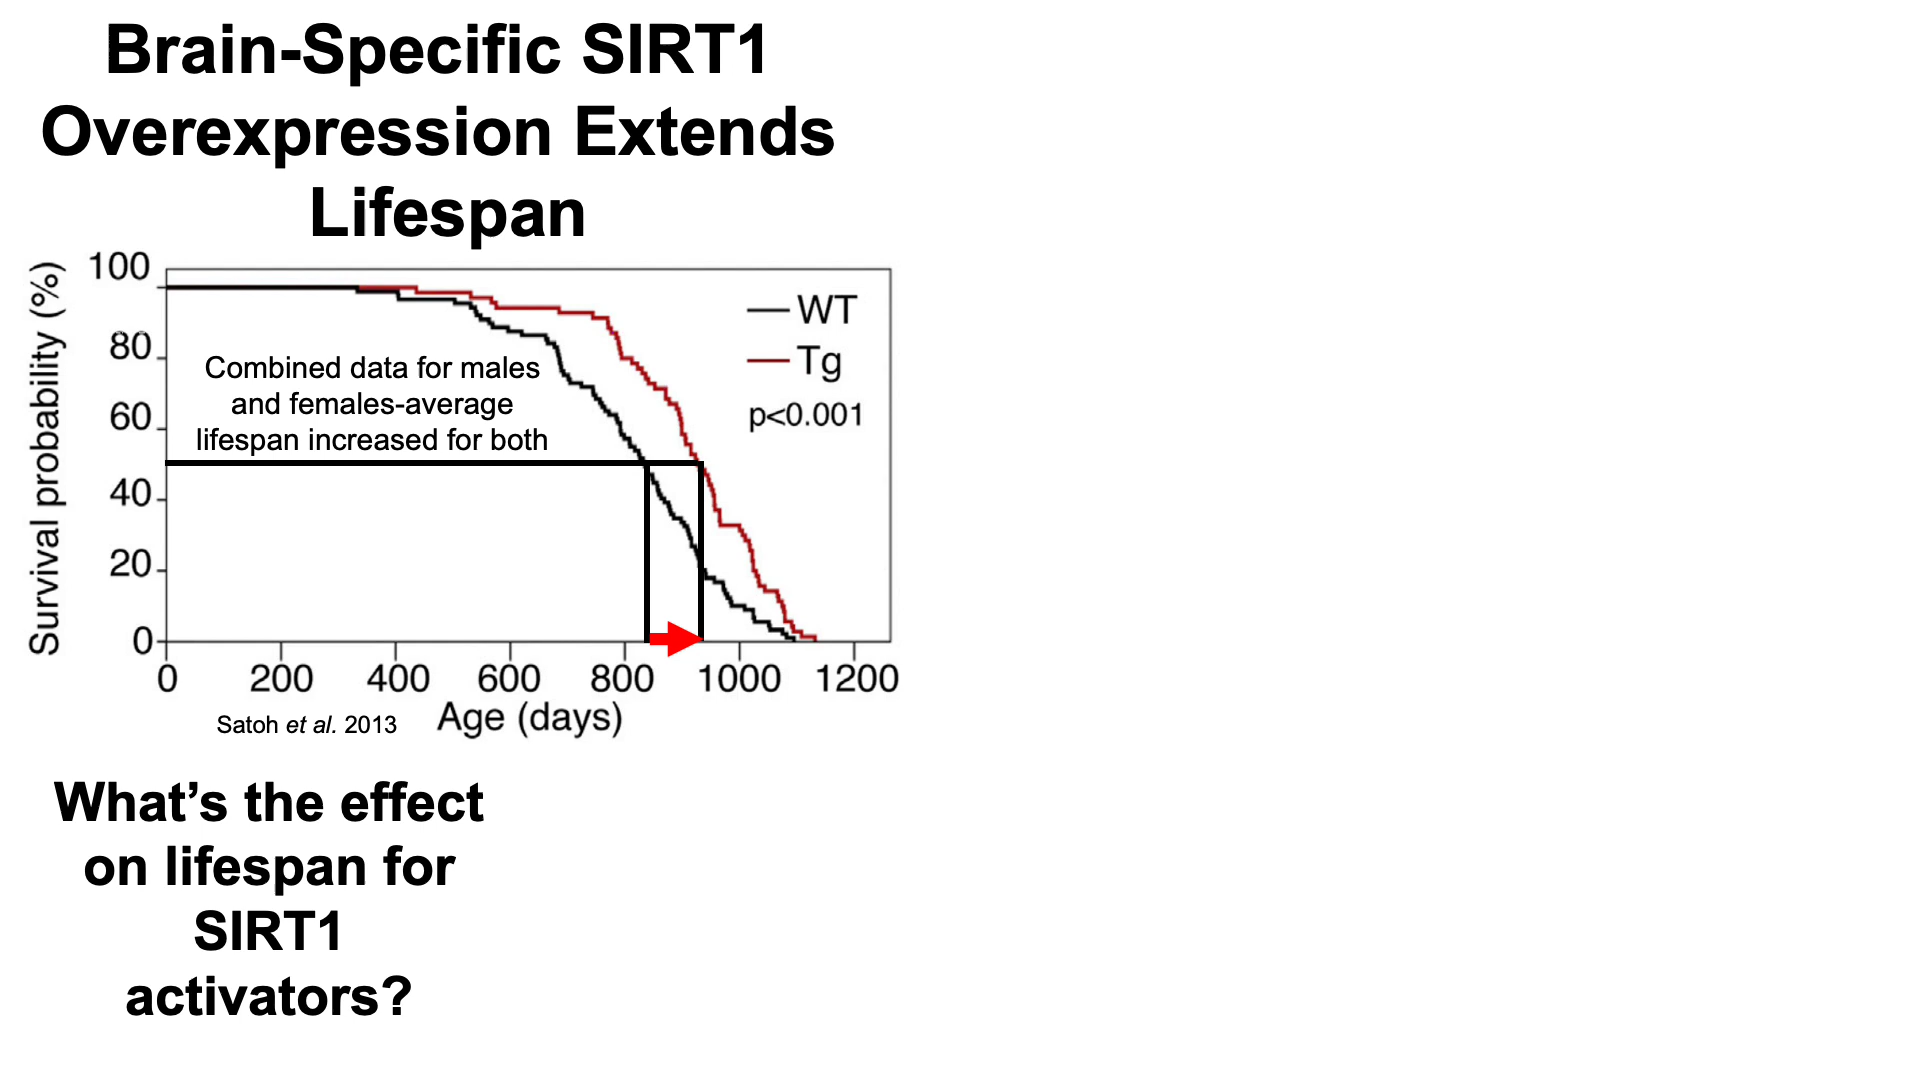 Brain-Specific SIRT1
Overexpression Extends
Lifespan
Survival probability (%)
100
80
60
40
20
0
WT
Tg
p<0.001
Combined data for males
and females-average
lifespan increased for both
0 200 400 600 800 1000 1200
Satoh et al. 2013
Age (days)
What’s the effect
on lifespan for
SIRT1
activators?